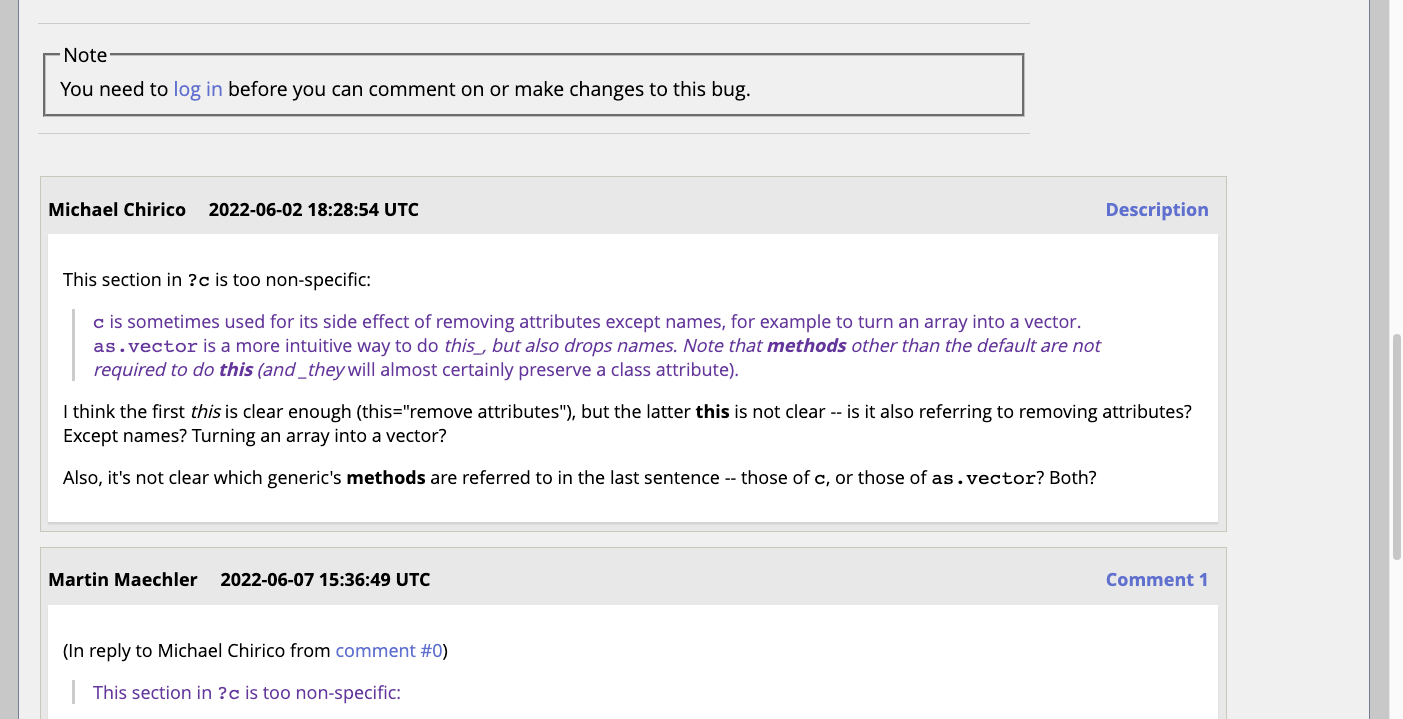 Note
You need to log in before you can comment on or make changes to this bug.
Michael Chirico 2022-06-02 18:28:54 UTC Description
This section in ?c is too non-specific:
c is sometimes used for its side effect of removing attributes except names, for example to turn an array into a vector.
as.vector is a more intuitive way to do this_, but also drops names. Note that methods other than the default are not
required to do this (and _they will almost certainly preserve a class attribute).
I think the first this is clear enough (this="remove attributes"), but the latter this is not clear -- is it also referring to removing attributes?
Except names? Turning an array into a vector?
Also, it's not clear which generic's methods are referred to in the last sentence -- those of c, or those of as.vector? Both?
Martin Maechler 2022-06-07 15:36:49 UTC Comment 1
(In reply to Michael Chirico from comment #0)
This section in ?c is too non-specific: